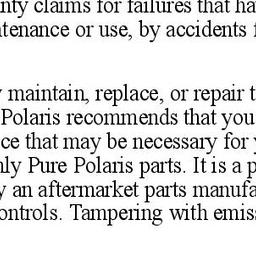 nty claims for failures that ha
tenance or use, by accidents f
maintain, replace, or repair t
Polaris recommends that you
ce that may be necessary for y
nly Pure Polaris parts. It is a p
y an aftermarket parts manufa
ontrols. Tampering with emiss